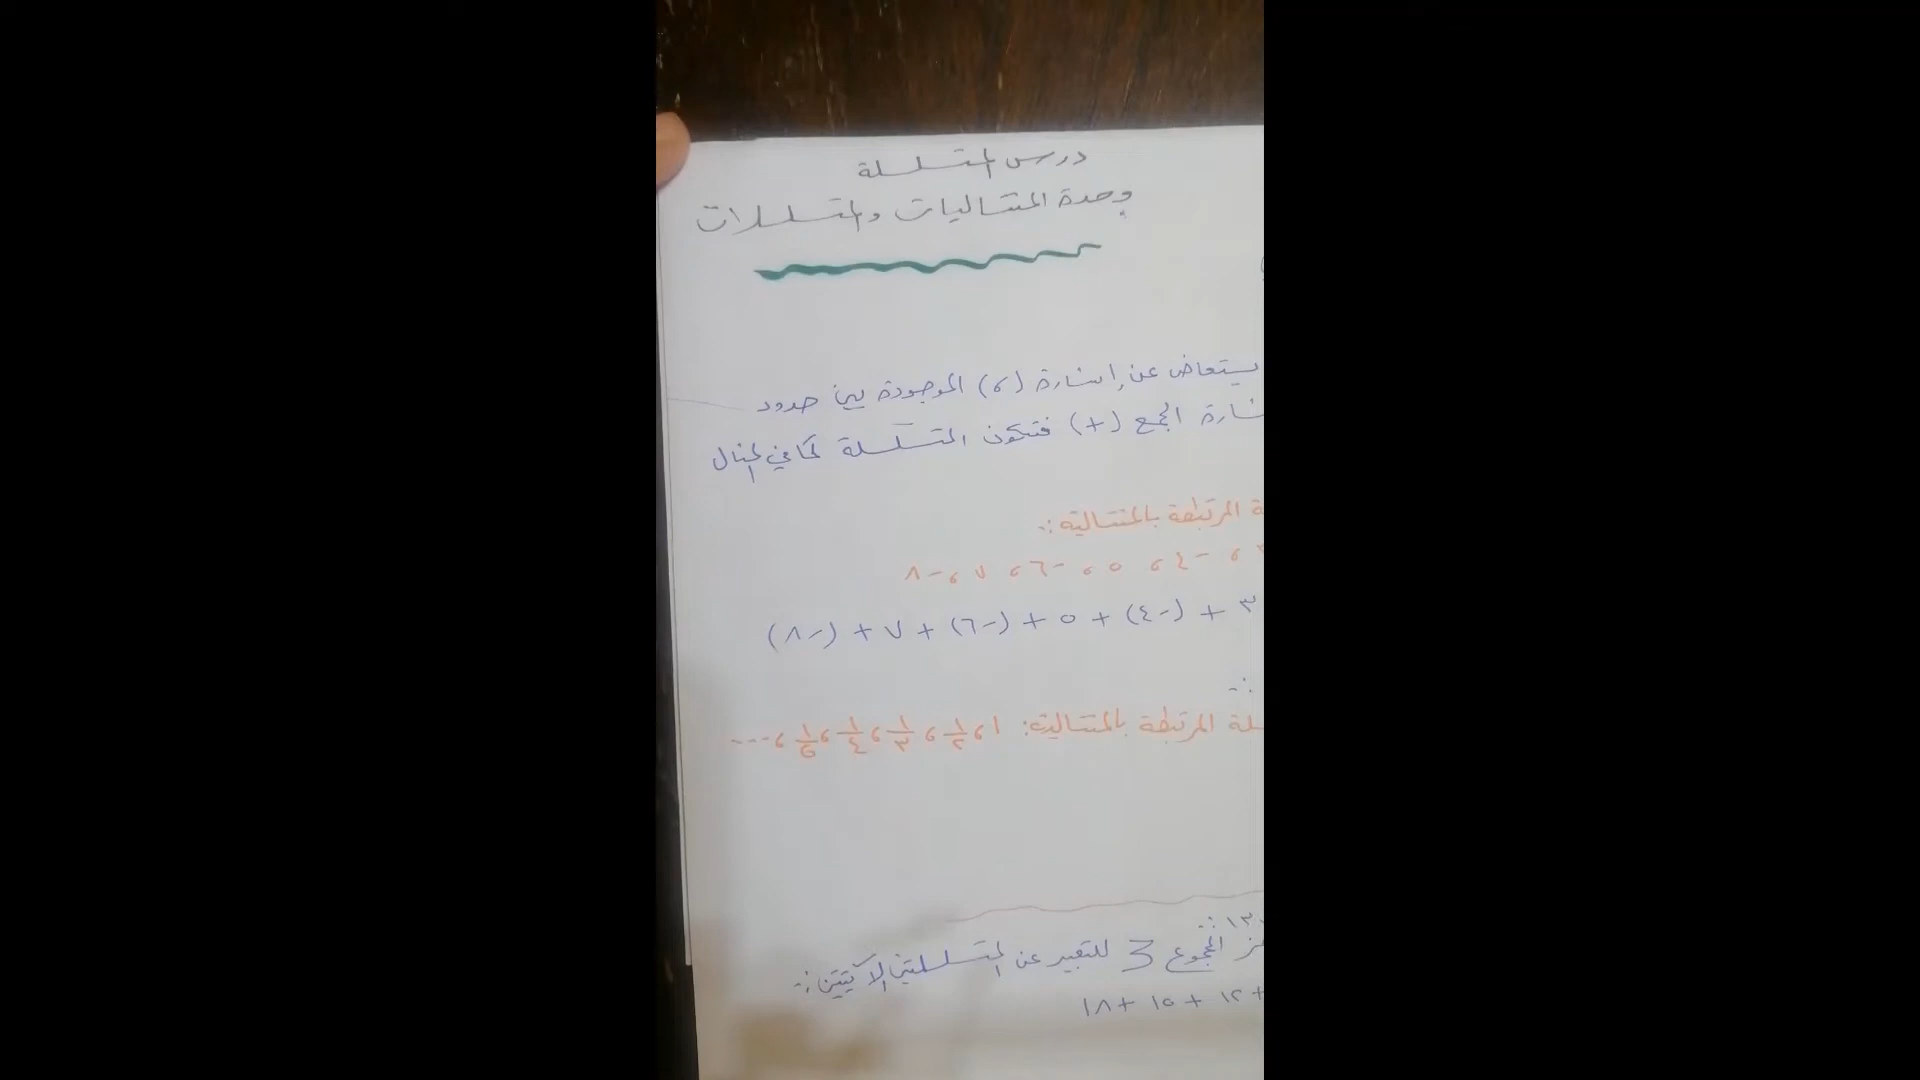 درس المتسلسلة
وحدة المتتاليات والمتسلسلات
يستعاض عن إشارة (،) الموجودة بين حدود
شارة الجمع (+) فتكون المتسلسلة كما في المثال
ة المرتبطة بالمتتالية :-
٣ ، -٤ ، ٥ ، -٦ ، ٧ ، -٨
٣ + (-٤) + ٥ + (-٦) + ٧ + (-٨)
:-
سلة المرتبطة بالمتتالية: ١ ، ١/٢ ، ١/٣ ، ١/٤ ، ١/٥ ، ...
المجموع Σ للتعبير عن المتسلسلتين الآتيتين :-
+ ١٢ + ١٥ + ١٨